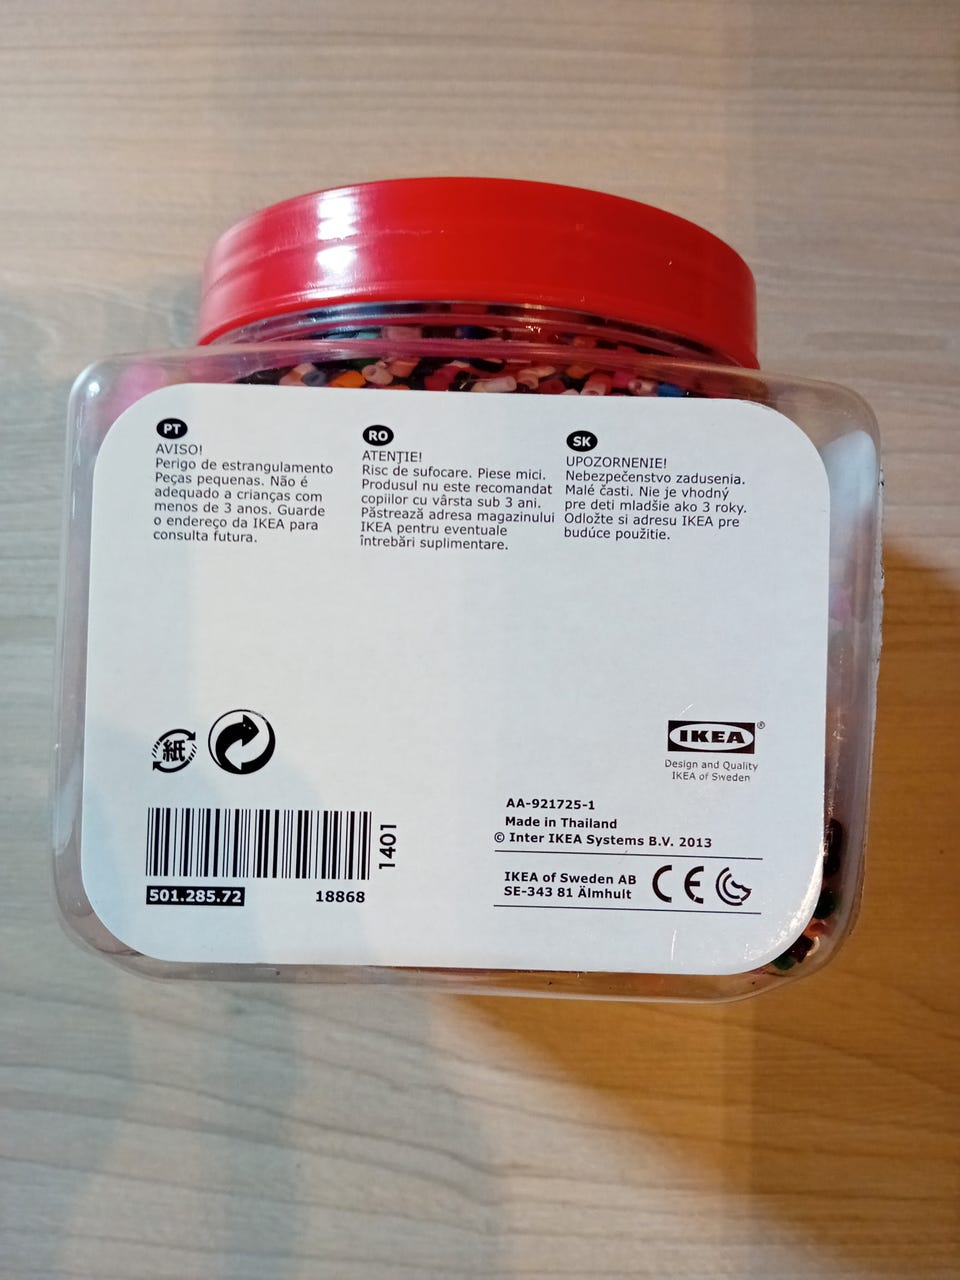 PT
AVISO!
Perigo de estrangulamento
Peças pequenas. Não é
adequado a crianças com
menos de 3 anos. Guarde
o endereço da IKEA para
consulta futura.
RO
ATENŢIE!
Risc de sufocare. Piese mici.
Produsul nu este recomandat
copiilor cu vârsta sub 3 ani.
Păstrează adresa magazinului
IKEA pentru eventuale
întrebări suplimentare.
SK
UPOZORNENIE!
Nebezpečenstvo zadusenia.
Malé časti. Nie je vhodný
pre deti mladšie ako 3 roky.
Odložte si adresu IKEA pre
budúce použitie.
紙
IKEA®
Design and Quality
IKEA of Sweden
1401
501.285.72 18868
AA-921725-1
Made in Thailand
© Inter IKEA Systems B.V. 2013
IKEA of Sweden AB
SE-343 81 Älmhult
CE